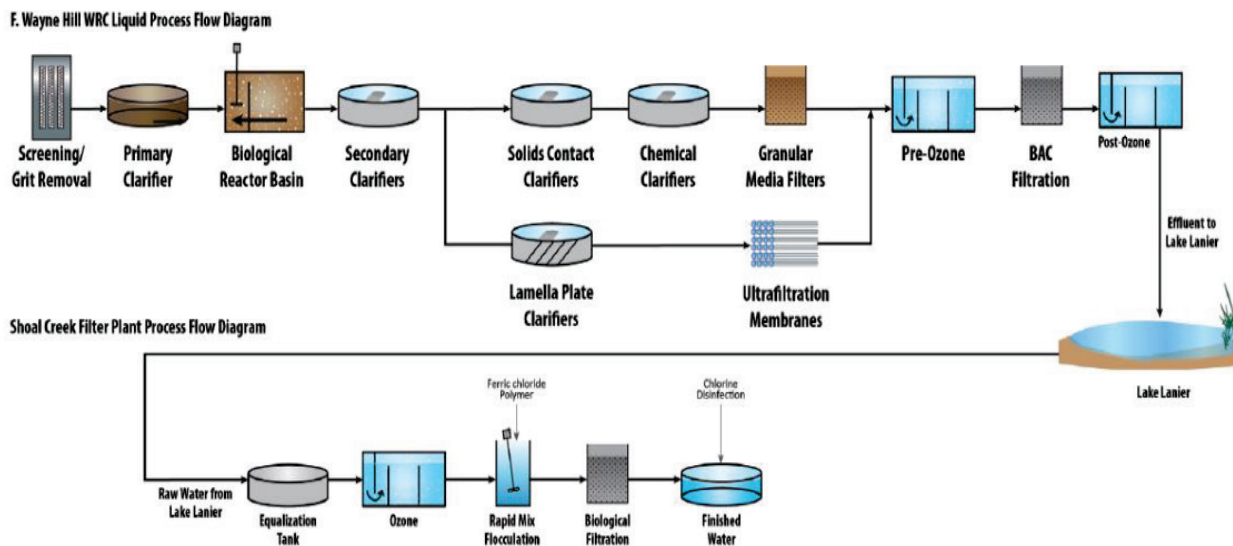 F. Wayne Hill WRC Liquid Process Flow Diagram
Screening/
Grit Removal
Primary
Clarifier
Biological
Reactor Basin
Secondary
Clarifiers
Solids Contact
Clarifiers
Chemical
Clarifiers
Granular
Media Filters
Pre-Ozone
BAC
Filtration
Post-Ozone
Effluent to
Lake Lanier
Lamella Plate
Clarifiers
Ultrafiltration
Membranes
Shoal Creek Filter Plant Process Flow Diagram
Lake Lanier
Ferric chloride
Polymer
Chlorine
Disinfection
Raw Water from
Lake Lanier
Equalization
Tank
Ozone
Rapid Mix
Flocculation
Biological
Filtration
Finished
Water